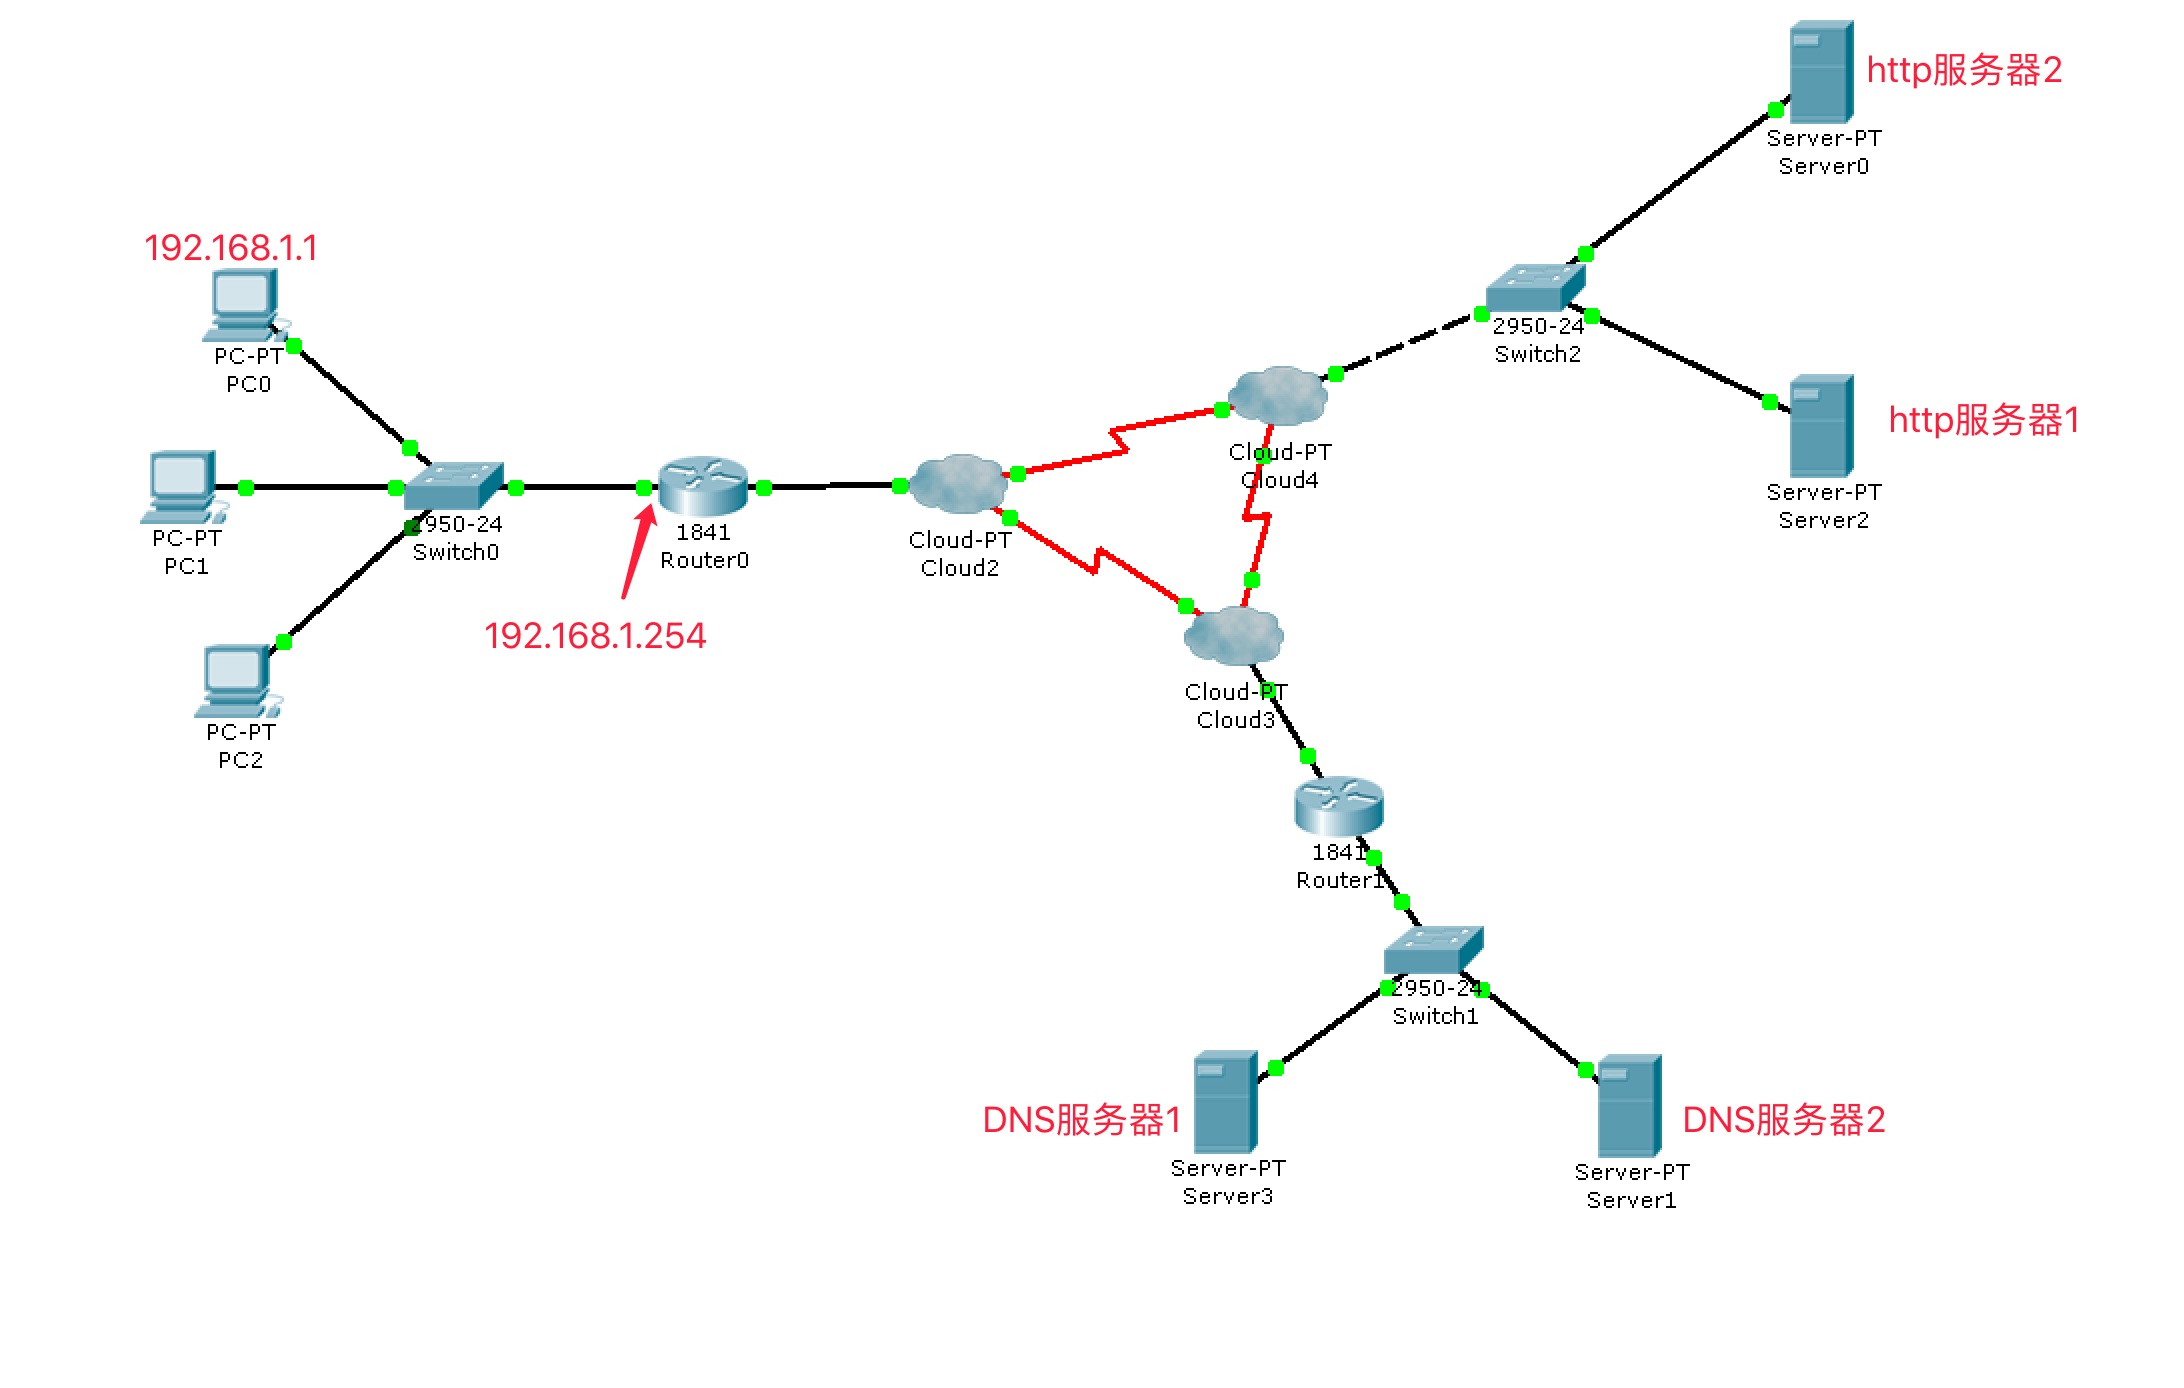 http服务器2
Server-PT
Server0
192.168.1.1
PC-PT
PC0
2950-24
Switch2
http服务器1
Server-PT
Server2
Cloud-PT
Cloud4
PC-PT
PC1
2950-24
Switch0
1841
Router0
Cloud-PT
Cloud2
192.168.1.254
Cloud-PT
Cloud3
PC-PT
PC2
1841
Router1
2950-24
Switch1
DNS服务器1
Server-PT
Server3
DNS服务器2
Server-PT
Server1